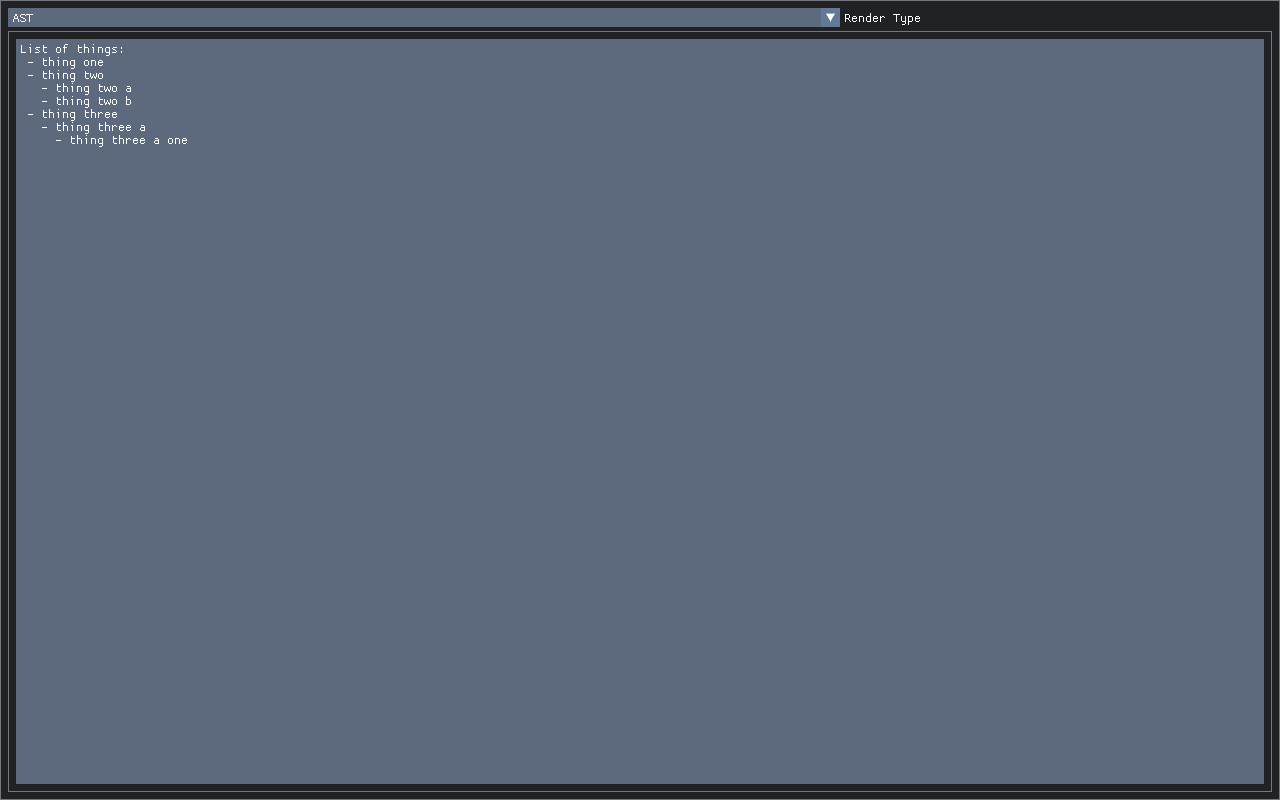 AST
Render Type
List of things:
 - thing one
 - thing two
   - thing two a
   - thing two b
 - thing three
   - thing three a
     - thing three a one